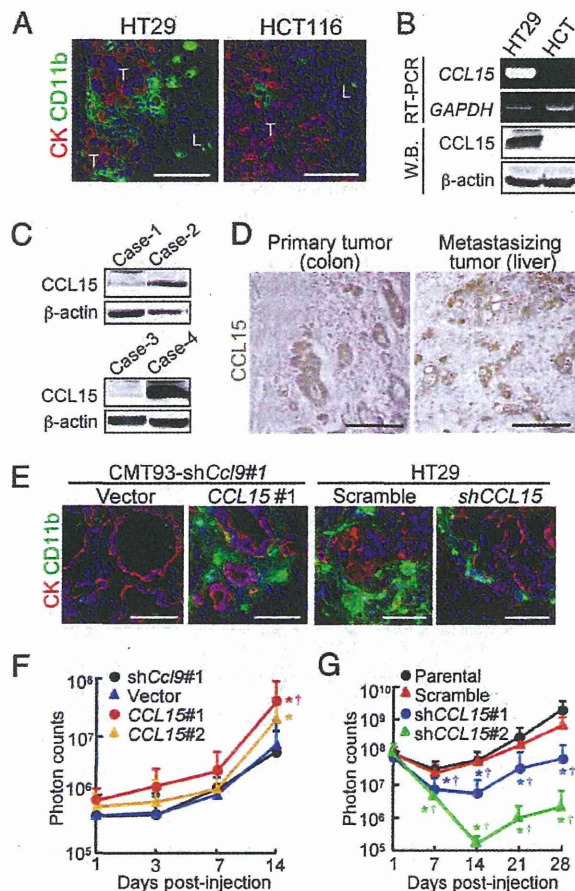 A
HT29 HCT116
CK CD11b
T
T
L
T
L
B
HT29 HCT
RT-PCR
CCL15
GAPDH
W.B.
CCL15
β-actin
C
Case-1 Case-2
CCL15
β-actin
Case-3 Case-4
CCL15
β-actin
D
Primary tumor (colon)
Metastasizing tumor (liver)
CCL15
E
CMT93-shCcl9#1 HT29
Vector CCL15 #1 Scramble shCCL15
CK CD11b
F
shCcl9#1
Vector
CCL15#1
CCL15#2
Photon counts
10⁸
10⁷
10⁶
10⁵
*†
*
1 3 7 14
Days post-injection
G
Parental
Scramble
shCCL15#1
shCCL15#2
Photon counts
10¹⁰
10⁹
10⁸
10⁷
10⁶
10⁵
*† *† *† *†
*† *† *† *†
1 7 14 21 28
Days post-injection